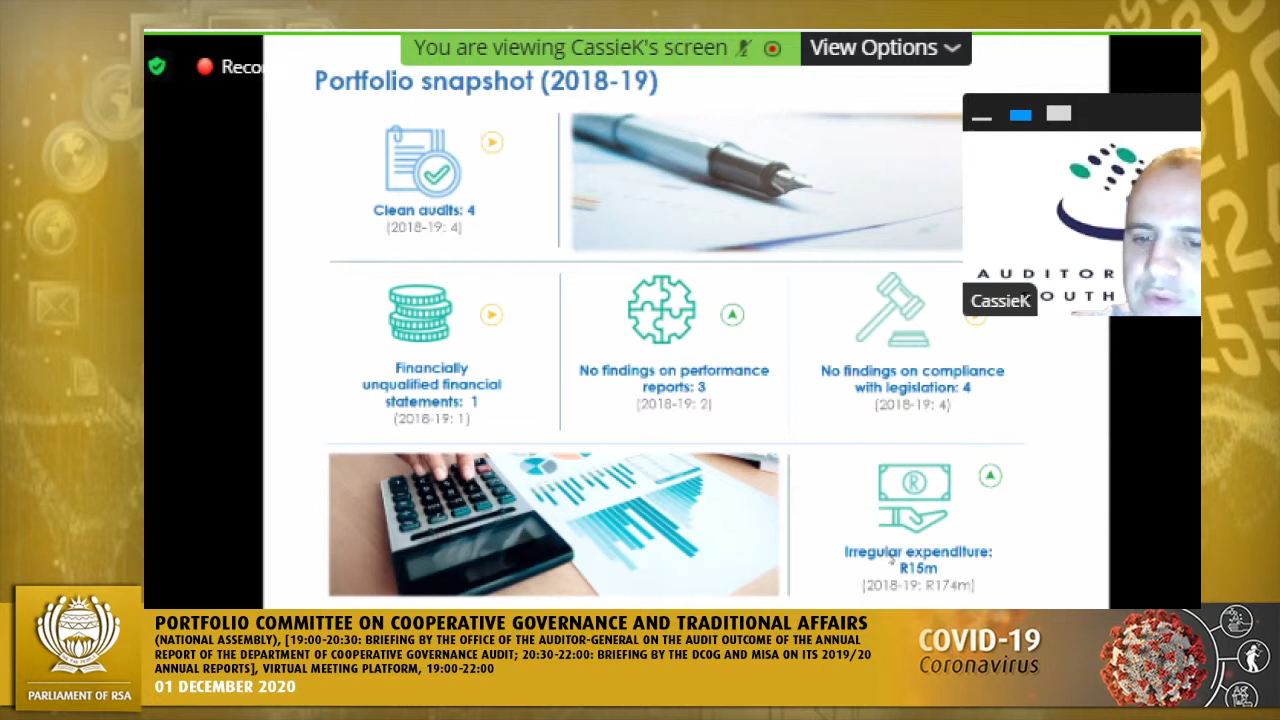 You are viewing CassieK's screen
View Options
Reco
Portfolio snapshot (2018-19)
Clean audits: 4
(2018-19: 4)
AUDITOR
OUTH
CassieK
Financially
unqualified financial
statements: 1
(2018-19: 1)
No findings on performance
reports: 3
(2018-19: 2)
No findings on compliance
with legislation: 4
(2018-19: 4)
Irregular expenditure:
R15m
(2018-19: R174m)
PARLIAMENT OF RSA
PORTFOLIO COMMITTEE ON COOPERATIVE GOVERNANCE AND TRADITIONAL AFFAIRS
(NATIONAL ASSEMBLY), [19:00-20:30: BRIEFING BY THE OFFICE OF THE AUDITOR-GENERAL ON THE AUDIT OUTCOME OF THE ANNUAL
REPORT OF THE DEPARTMENT OF COOPERATIVE GOVERNANCE AUDIT; 20:30-22:00: BRIEFING BY THE DCOG AND MISA ON ITS 2019/20
ANNUAL REPORTS], VIRTUAL MEETING PLATFORM, 19:00-22:00
01 DECEMBER 2020
COVID-19
Coronavirus